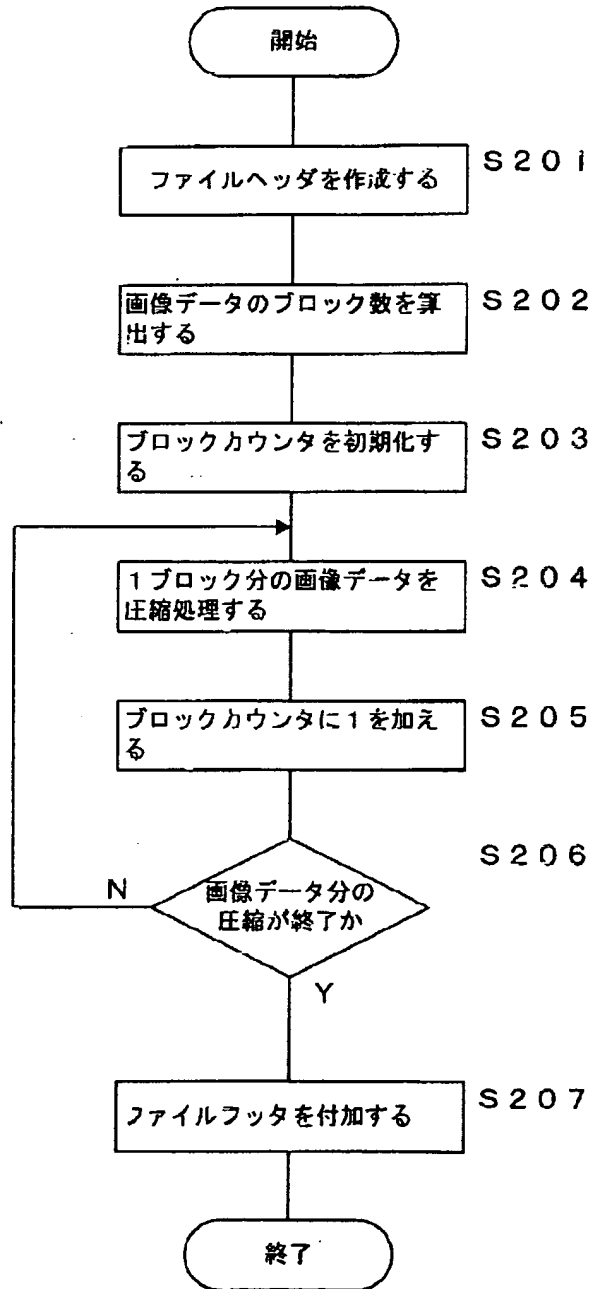 開始
ファイルヘッダを作成する
S201
画像データのブロック数を算
出する
S202
ブロックカウンタを初期化す
る
S203
1ブロック分の画像データを
圧縮処理する
S204
ブロックカウンタに1を加え
る
S205
S206
画像データ分の
圧縮が終了か
N
Y
ファイルフッタを付加する
S207
終了